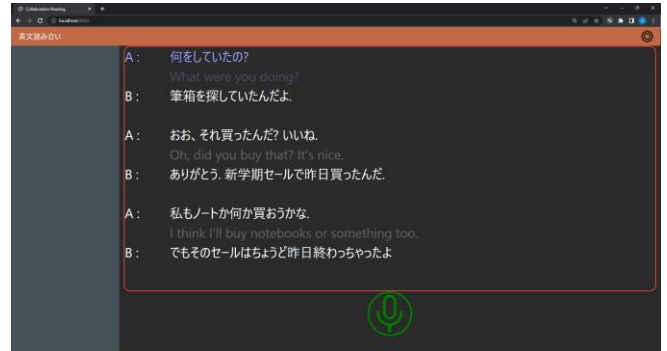 Collaborative Reading
localhost
英文読み合い
A : 何をしていたの?
What were you doing?
B : 筆箱を探していたんだよ.
A : おお、それ買ったんだ? いいね.
Oh, did you buy that? It's nice.
B : ありがとう. 新学期セールで昨日買ったんだ.
A : 私もノートか何か買おうかな.
I think I'll buy notebooks or something too.
B : でもそのセールはちょうど昨日終わっちゃったよ